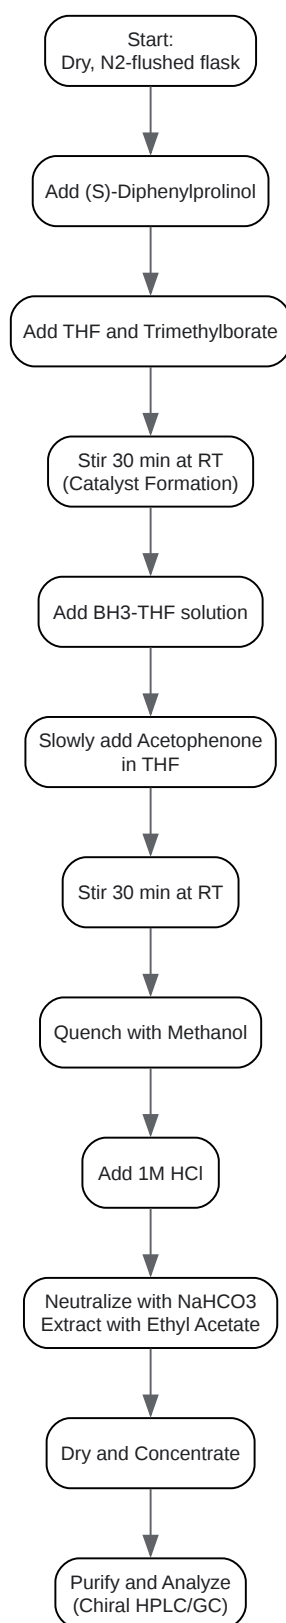 Start:
Dry, N2-flushed flask
Add (S)-Diphenylprolinol
Add THF and Trimethylborate
Stir 30 min at RT
(Catalyst Formation)
Add BH3-THF solution
Slowly add Acetophenone
in THF
Stir 30 min at RT
Quench with Methanol
Add 1M HCl
Neutralize with NaHCO3
Extract with Ethyl Acetate
Dry and Concentrate
Purify and Analyze
(Chiral HPLC/GC)